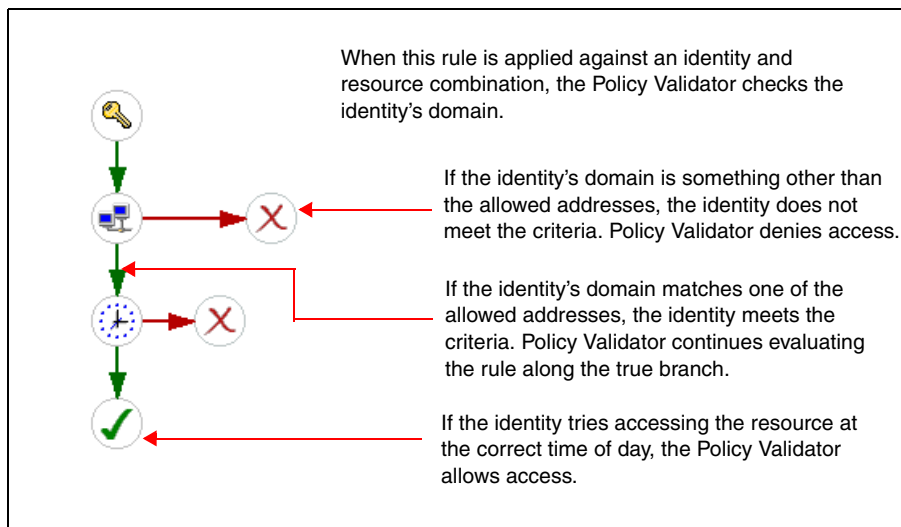 When this rule is applied against an identity and
resource combination, the Policy Validator checks the
identity’s domain.
If the identity’s domain is something other than
the allowed addresses, the identity does not
meet the criteria. Policy Validator denies access.
If the identity’s domain matches one of the
allowed addresses, the identity meets the
criteria. Policy Validator continues evaluating
the rule along the true branch.
If the identity tries accessing the resource at
the correct time of day, the Policy Validator
allows access.